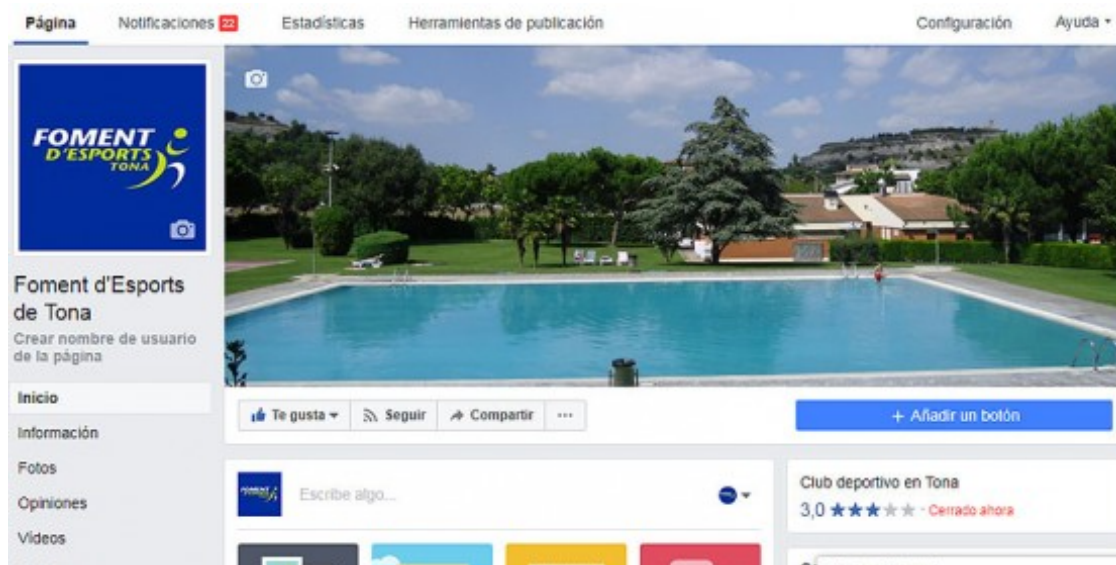 Página
Notificaciones 22
Estadísticas
Herramientas de publicación
Configuración
Ayuda
FOMENT
D'ESPORTS
TONA
Foment d'Esports
de Tona
Crear nombre de usuario
de la página
Inicio
Información
Fotos
Opiniones
Vídeos
Te gusta
Seguir
Compartir
...
+ Añadir un botón
Escribe algo...
Club deportivo en Tona
3,0 ★★★★★ · Cerrado ahora